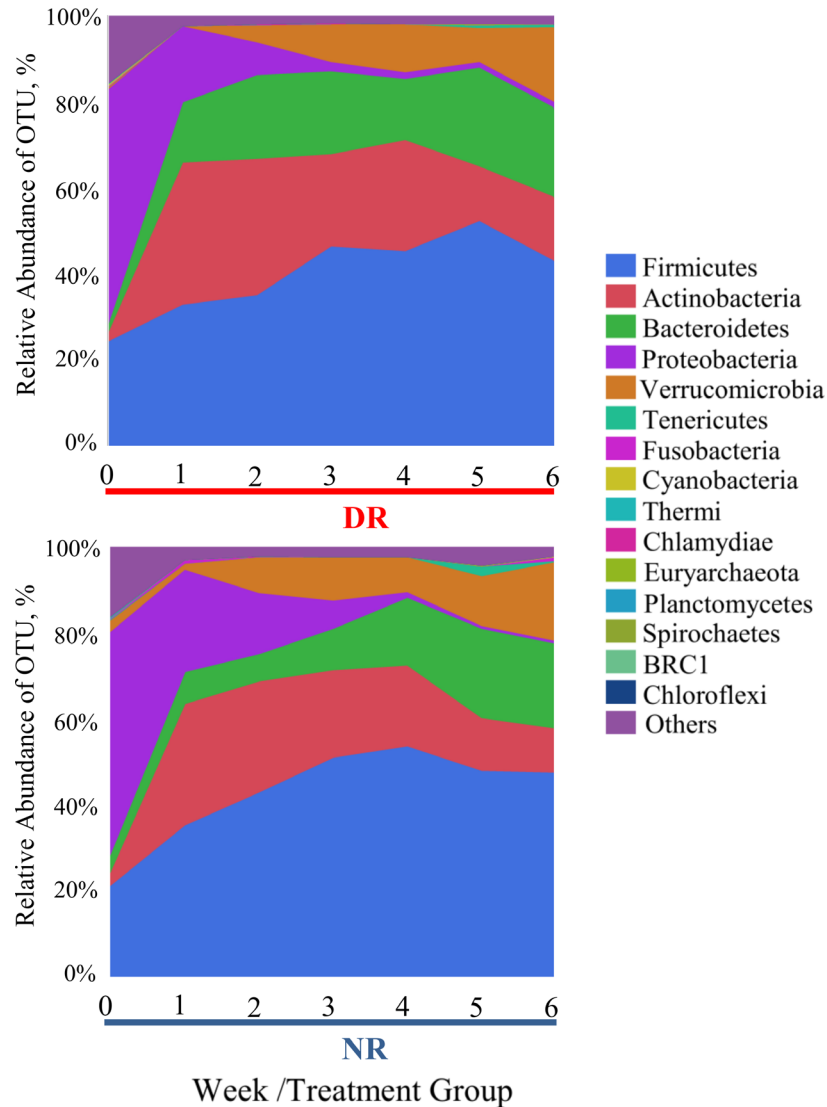 100%
80%
60%
40%
20%
0%
Relative Abundance of OTU, %
0 1 2 3 4 5 6
DR
Firmicutes
Actinobacteria
Bacteroidetes
Proteobacteria
Verrucomicrobia
Tenericutes
Fusobacteria
Cyanobacteria
Thermi
Chlamydiae
Euryarchaeota
Planctomycetes
Spirochaetes
BRC1
Chloroflexi
Others
100%
80%
60%
40%
20%
0%
Relative Abundance of OTU, %
0 1 2 3 4 5 6
NR
Week /Treatment Group